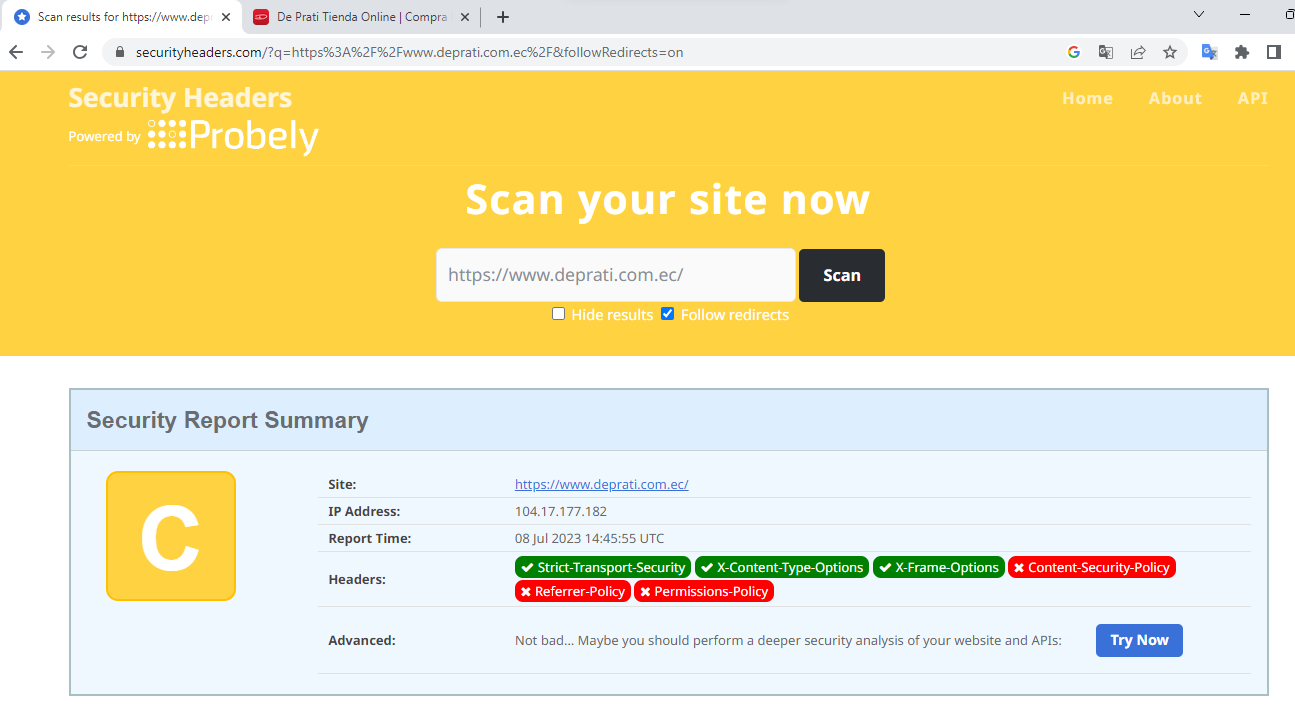 Scan results for https://www.depr
De Prati Tienda Online | Compra
securityheaders.com/?q=https%3A%2F%2Fwww.deprati.com.ec%2F&followRedirects=on
Security Headers
Home About API
Powered by Probely
Scan your site now
https://www.deprati.com.ec/ Scan
Hide results Follow redirects
Security Report Summary
C
Site: https://www.deprati.com.ec/
IP Address: 104.17.177.182
Report Time: 08 Jul 2023 14:45:55 UTC
Headers: Strict-Transport-Security X-Content-Type-Options X-Frame-Options Content-Security-Policy
Referrer-Policy Permissions-Policy
Advanced: Not bad... Maybe you should perform a deeper security analysis of your website and APIs: Try Now